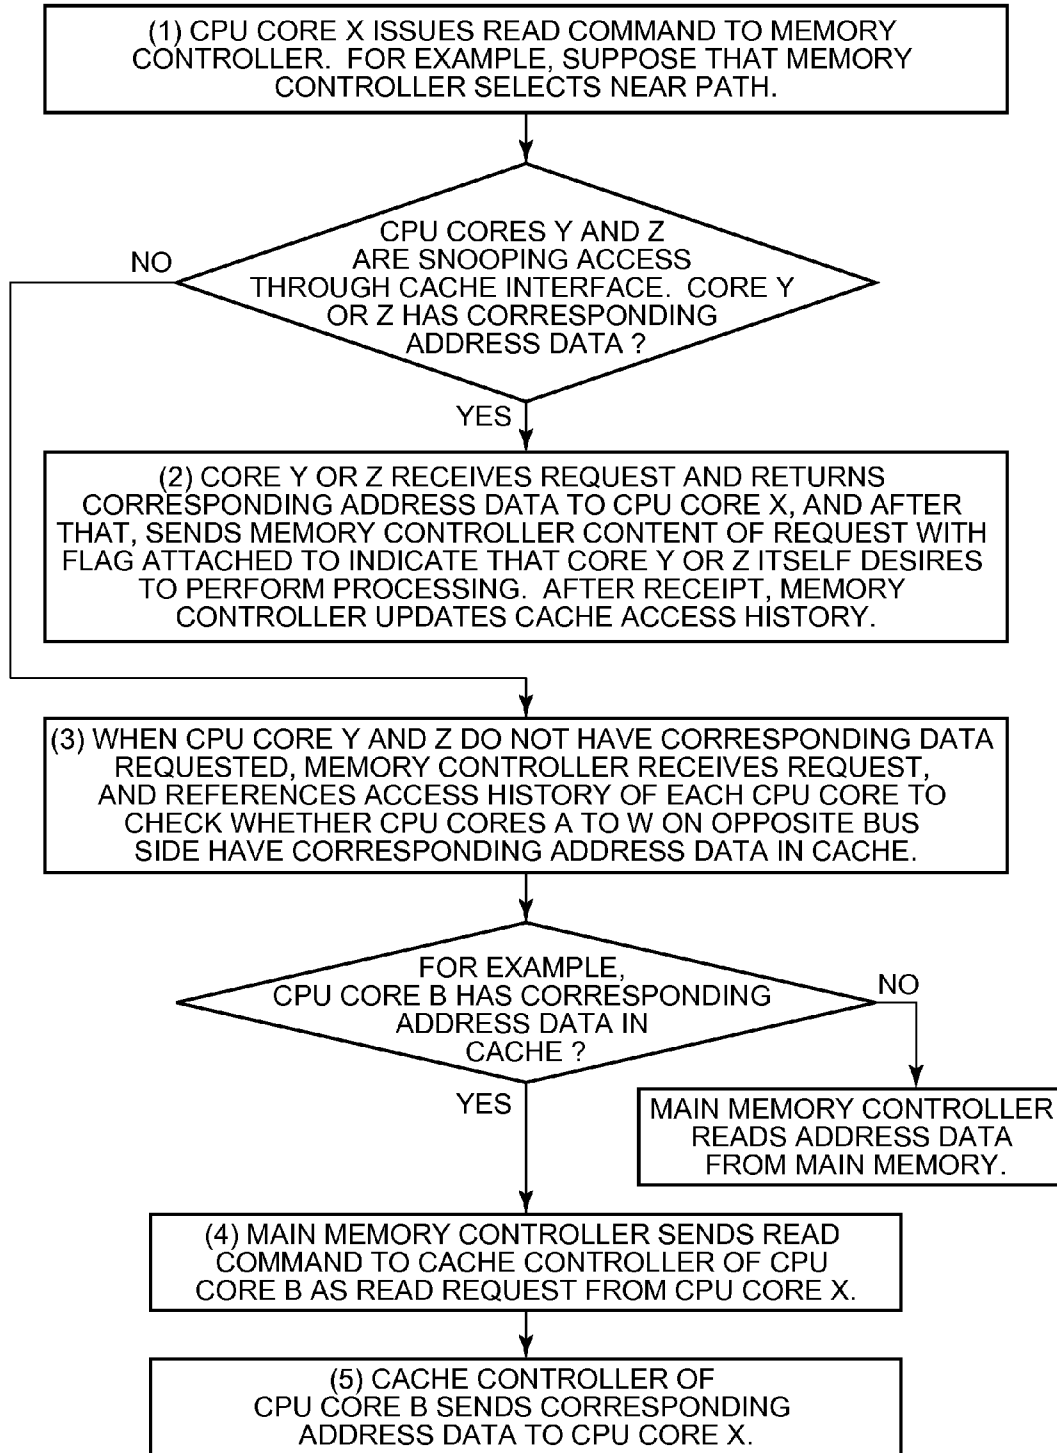 (1) CPU CORE X ISSUES READ COMMAND TO MEMORY
CONTROLLER. FOR EXAMPLE, SUPPOSE THAT MEMORY
CONTROLLER SELECTS NEAR PATH.
CPU CORES Y AND Z
ARE SNOOPING ACCESS
THROUGH CACHE INTERFACE. CORE Y
OR Z HAS CORRESPONDING
ADDRESS DATA ?
NO
YES
(2) CORE Y OR Z RECEIVES REQUEST AND RETURNS
CORRESPONDING ADDRESS DATA TO CPU CORE X, AND AFTER
THAT, SENDS MEMORY CONTROLLER CONTENT OF REQUEST WITH
FLAG ATTACHED TO INDICATE THAT CORE Y OR Z ITSELF DESIRES
TO PERFORM PROCESSING. AFTER RECEIPT, MEMORY
CONTROLLER UPDATES CACHE ACCESS HISTORY.
(3) WHEN CPU CORE Y AND Z DO NOT HAVE CORRESPONDING DATA
REQUESTED, MEMORY CONTROLLER RECEIVES REQUEST,
AND REFERENCES ACCESS HISTORY OF EACH CPU CORE TO
CHECK WHETHER CPU CORES A TO W ON OPPOSITE BUS
SIDE HAVE CORRESPONDING ADDRESS DATA IN CACHE.
FOR EXAMPLE,
CPU CORE B HAS CORRESPONDING
ADDRESS DATA IN
CACHE ?
NO
YES
MAIN MEMORY CONTROLLER
READS ADDRESS DATA
FROM MAIN MEMORY.
(4) MAIN MEMORY CONTROLLER SENDS READ
COMMAND TO CACHE CONTROLLER OF CPU
CORE B AS READ REQUEST FROM CPU CORE X.
(5) CACHE CONTROLLER OF
CPU CORE B SENDS CORRESPONDING
ADDRESS DATA TO CPU CORE X.